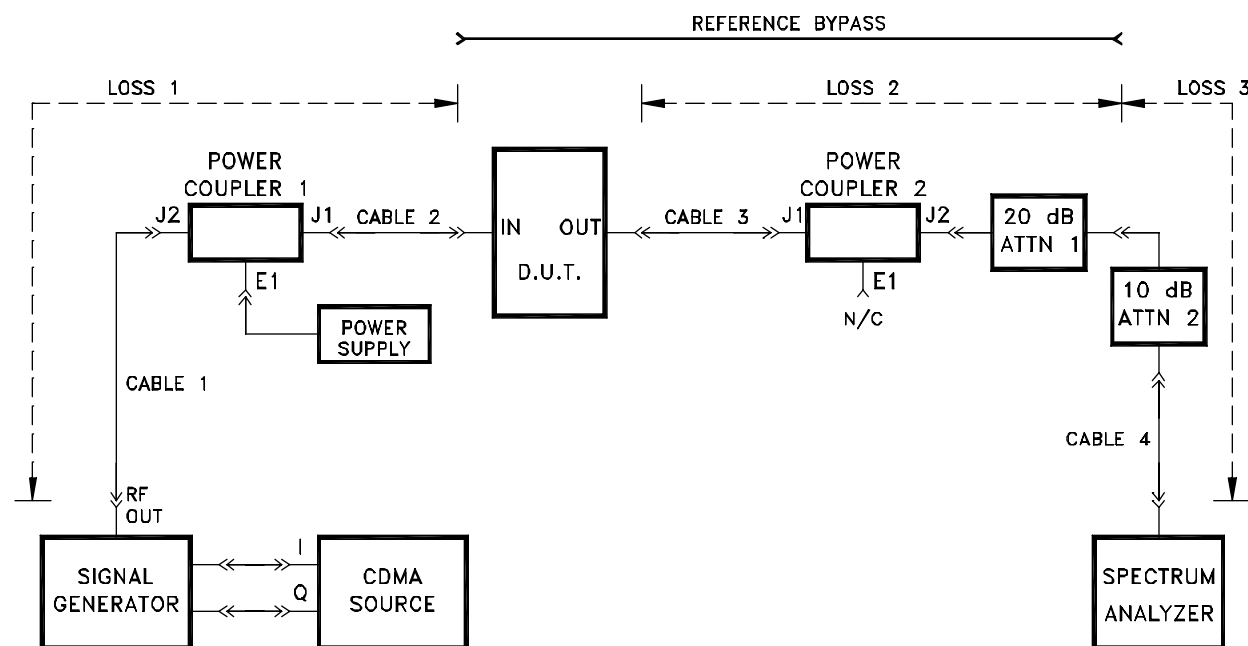 REFERENCE BYPASS
LOSS 1
LOSS 2
LOSS 3
POWER
COUPLER 1
J2
J1
CABLE 2
IN
OUT
D.U.T.
CABLE 3
POWER
COUPLER 2
J1
J2
20 dB
ATTN 1
10 dB
ATTN 2
E1
POWER
SUPPLY
E1
N/C
CABLE 1
CABLE 4
RF
OUT
SIGNAL
GENERATOR
I
Q
CDMA
SOURCE
SPECTRUM
ANALYZER